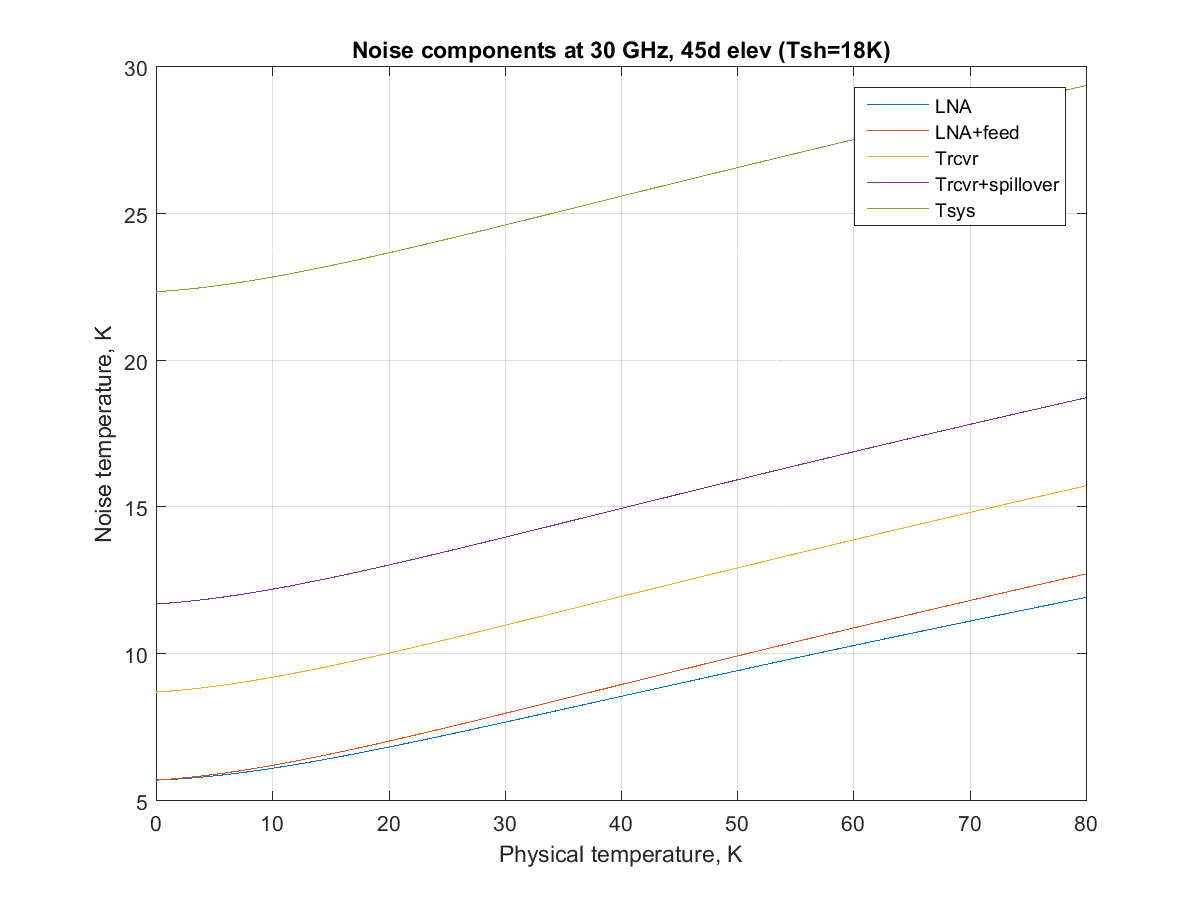 Noise components at 30 GHz, 45d elev (Tsh=18K)
30
25
20
15
10
5
Noise temperature, K
LNA
LNA+feed
Trcvr
Trcvr+spillover
Tsys
0 10 20 30 40 50 60 70 80
Physical temperature, K